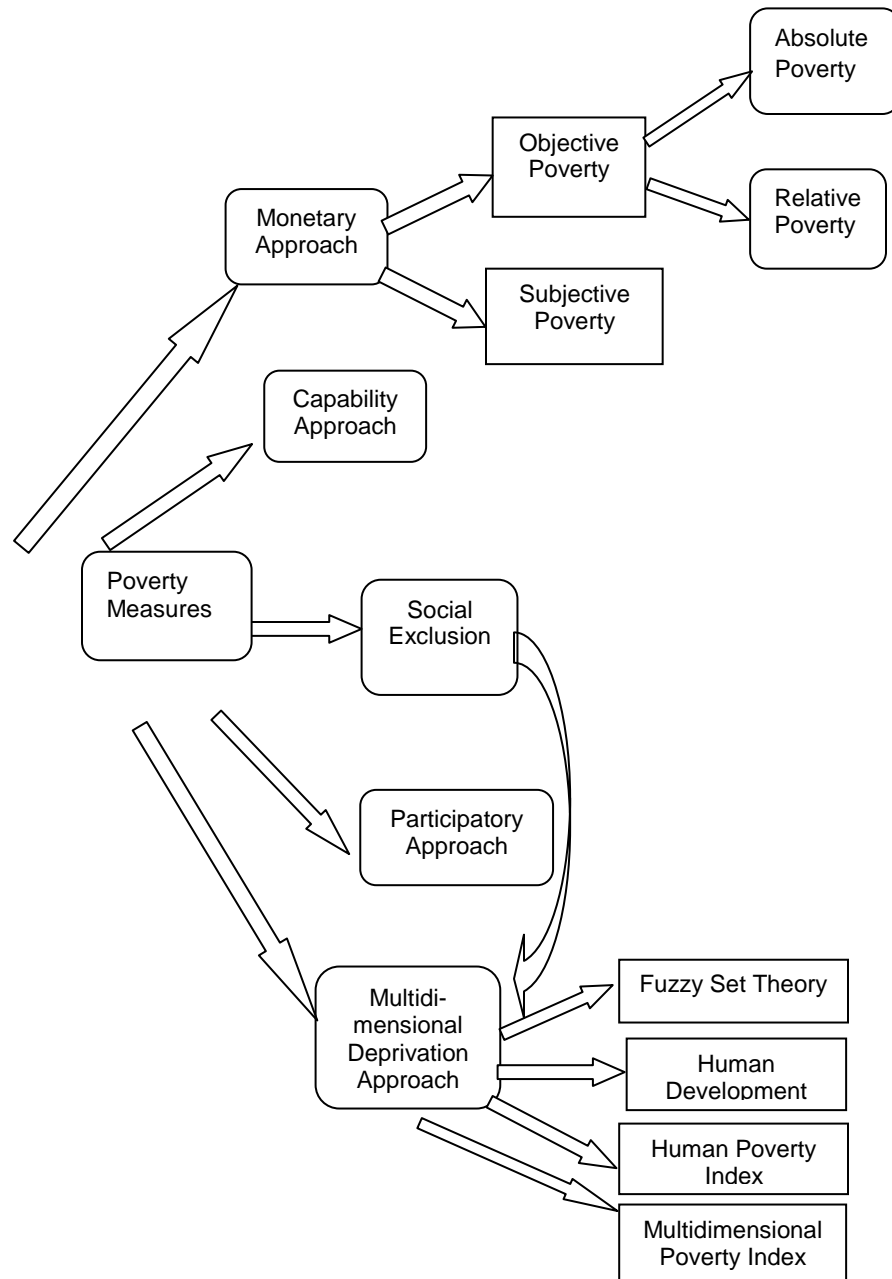 Absolute
Poverty
Objective
Poverty
Relative
Poverty
Monetary
Approach
Subjective
Poverty
Capability
Approach
Poverty
Measures
Social
Exclusion
Participatory
Approach
Multidi-
mensional
Deprivation
Approach
Fuzzy Set Theory
Human
Development
Human Poverty
Index
Multidimensional
Poverty Index